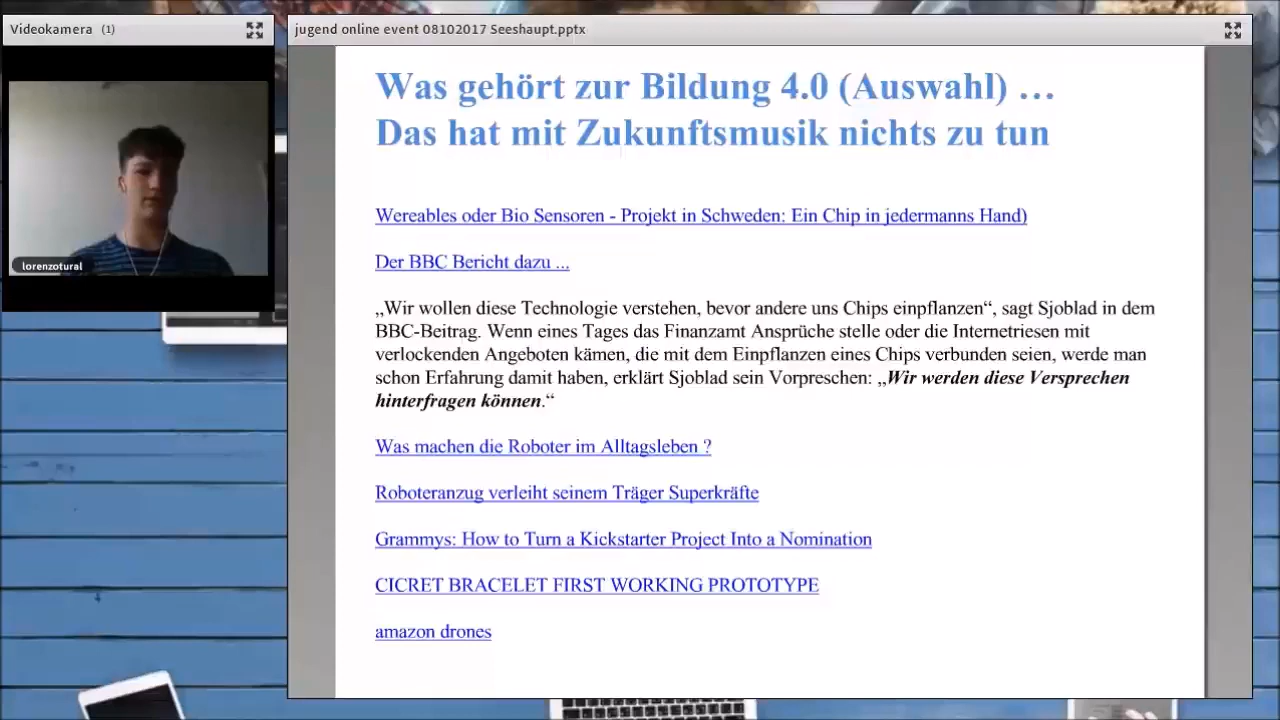 Videokamera (1)
lorenzotural
jugend online event 08102017 Seeshaupt.pptx
Was gehört zur Bildung 4.0 (Auswahl) …
Das hat mit Zukunftsmusik nichts zu tun
Wereables oder Bio Sensoren - Projekt in Schweden: Ein Chip in jedermanns Hand)
Der BBC Bericht dazu ...
„Wir wollen diese Technologie verstehen, bevor andere uns Chips einpflanzen“, sagt Sjoblad in dem
BBC-Beitrag. Wenn eines Tages das Finanzamt Ansprüche stelle oder die Internetriesen mit
verlockenden Angeboten kämen, die mit dem Einpflanzen eines Chips verbunden seien, werde man
schon Erfahrung damit haben, erklärt Sjoblad sein Vorpreschen: „Wir werden diese Versprechen
hinterfragen können.“
Was machen die Roboter im Alltagsleben ?
Roboteranzug verleiht seinem Träger Superkräfte
Grammys: How to Turn a Kickstarter Project Into a Nomination
CICRET BRACELET FIRST WORKING PROTOTYPE
amazon drones